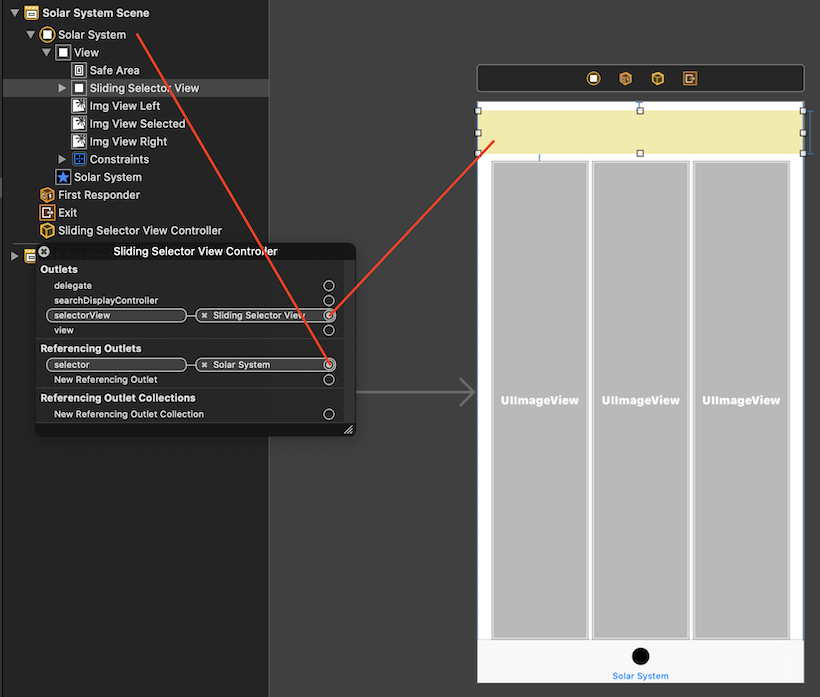 Solar System Scene
Solar System
View
Safe Area
Sliding Selector View
Img View Left
Img View Selected
Img View Right
Constraints
Solar System
First Responder
Exit
Sliding Selector View Controller
Sliding Selector View Controller
Outlets
delegate
searchDisplayController
selectorView Sliding Selector View
view
Referencing Outlets
selector Solar System
New Referencing Outlet
Referencing Outlet Collections
New Referencing Outlet Collection
UIImageView UIImageView UIImageView
Solar System